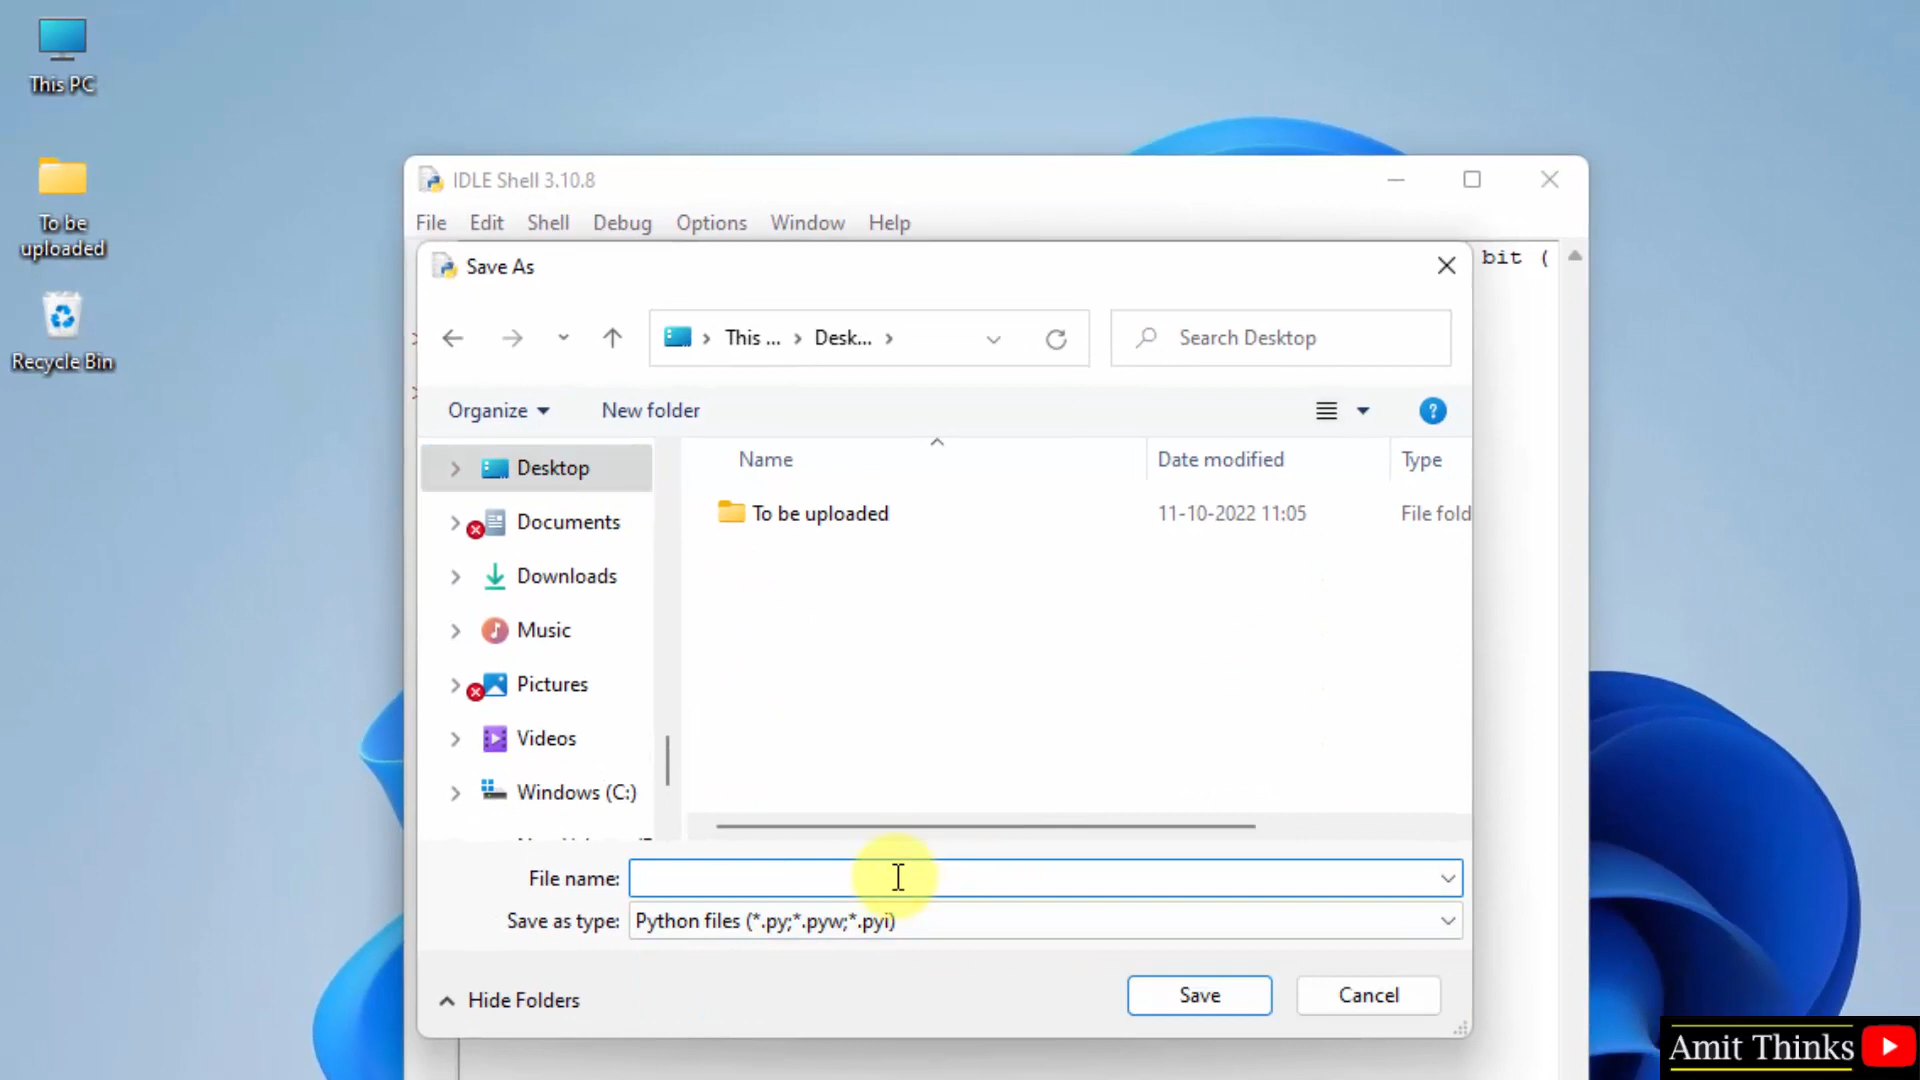 This PC
To be
uploaded
Recycle Bin
IDLE Shell 3.10.8
File Edit Shell Debug Options Window Help
bit (
Save As
This ... Desk...
Search Desktop
Organize New folder
Name Date modified Type
Desktop
Documents
Downloads
Music
Pictures
Videos
Windows (C:)
To be uploaded 11-10-2022 11:05 File fold
File name:
Save as type: Python files (*.py;*.pyw;*.pyi)
Hide Folders
Save Cancel
Amit Thinks